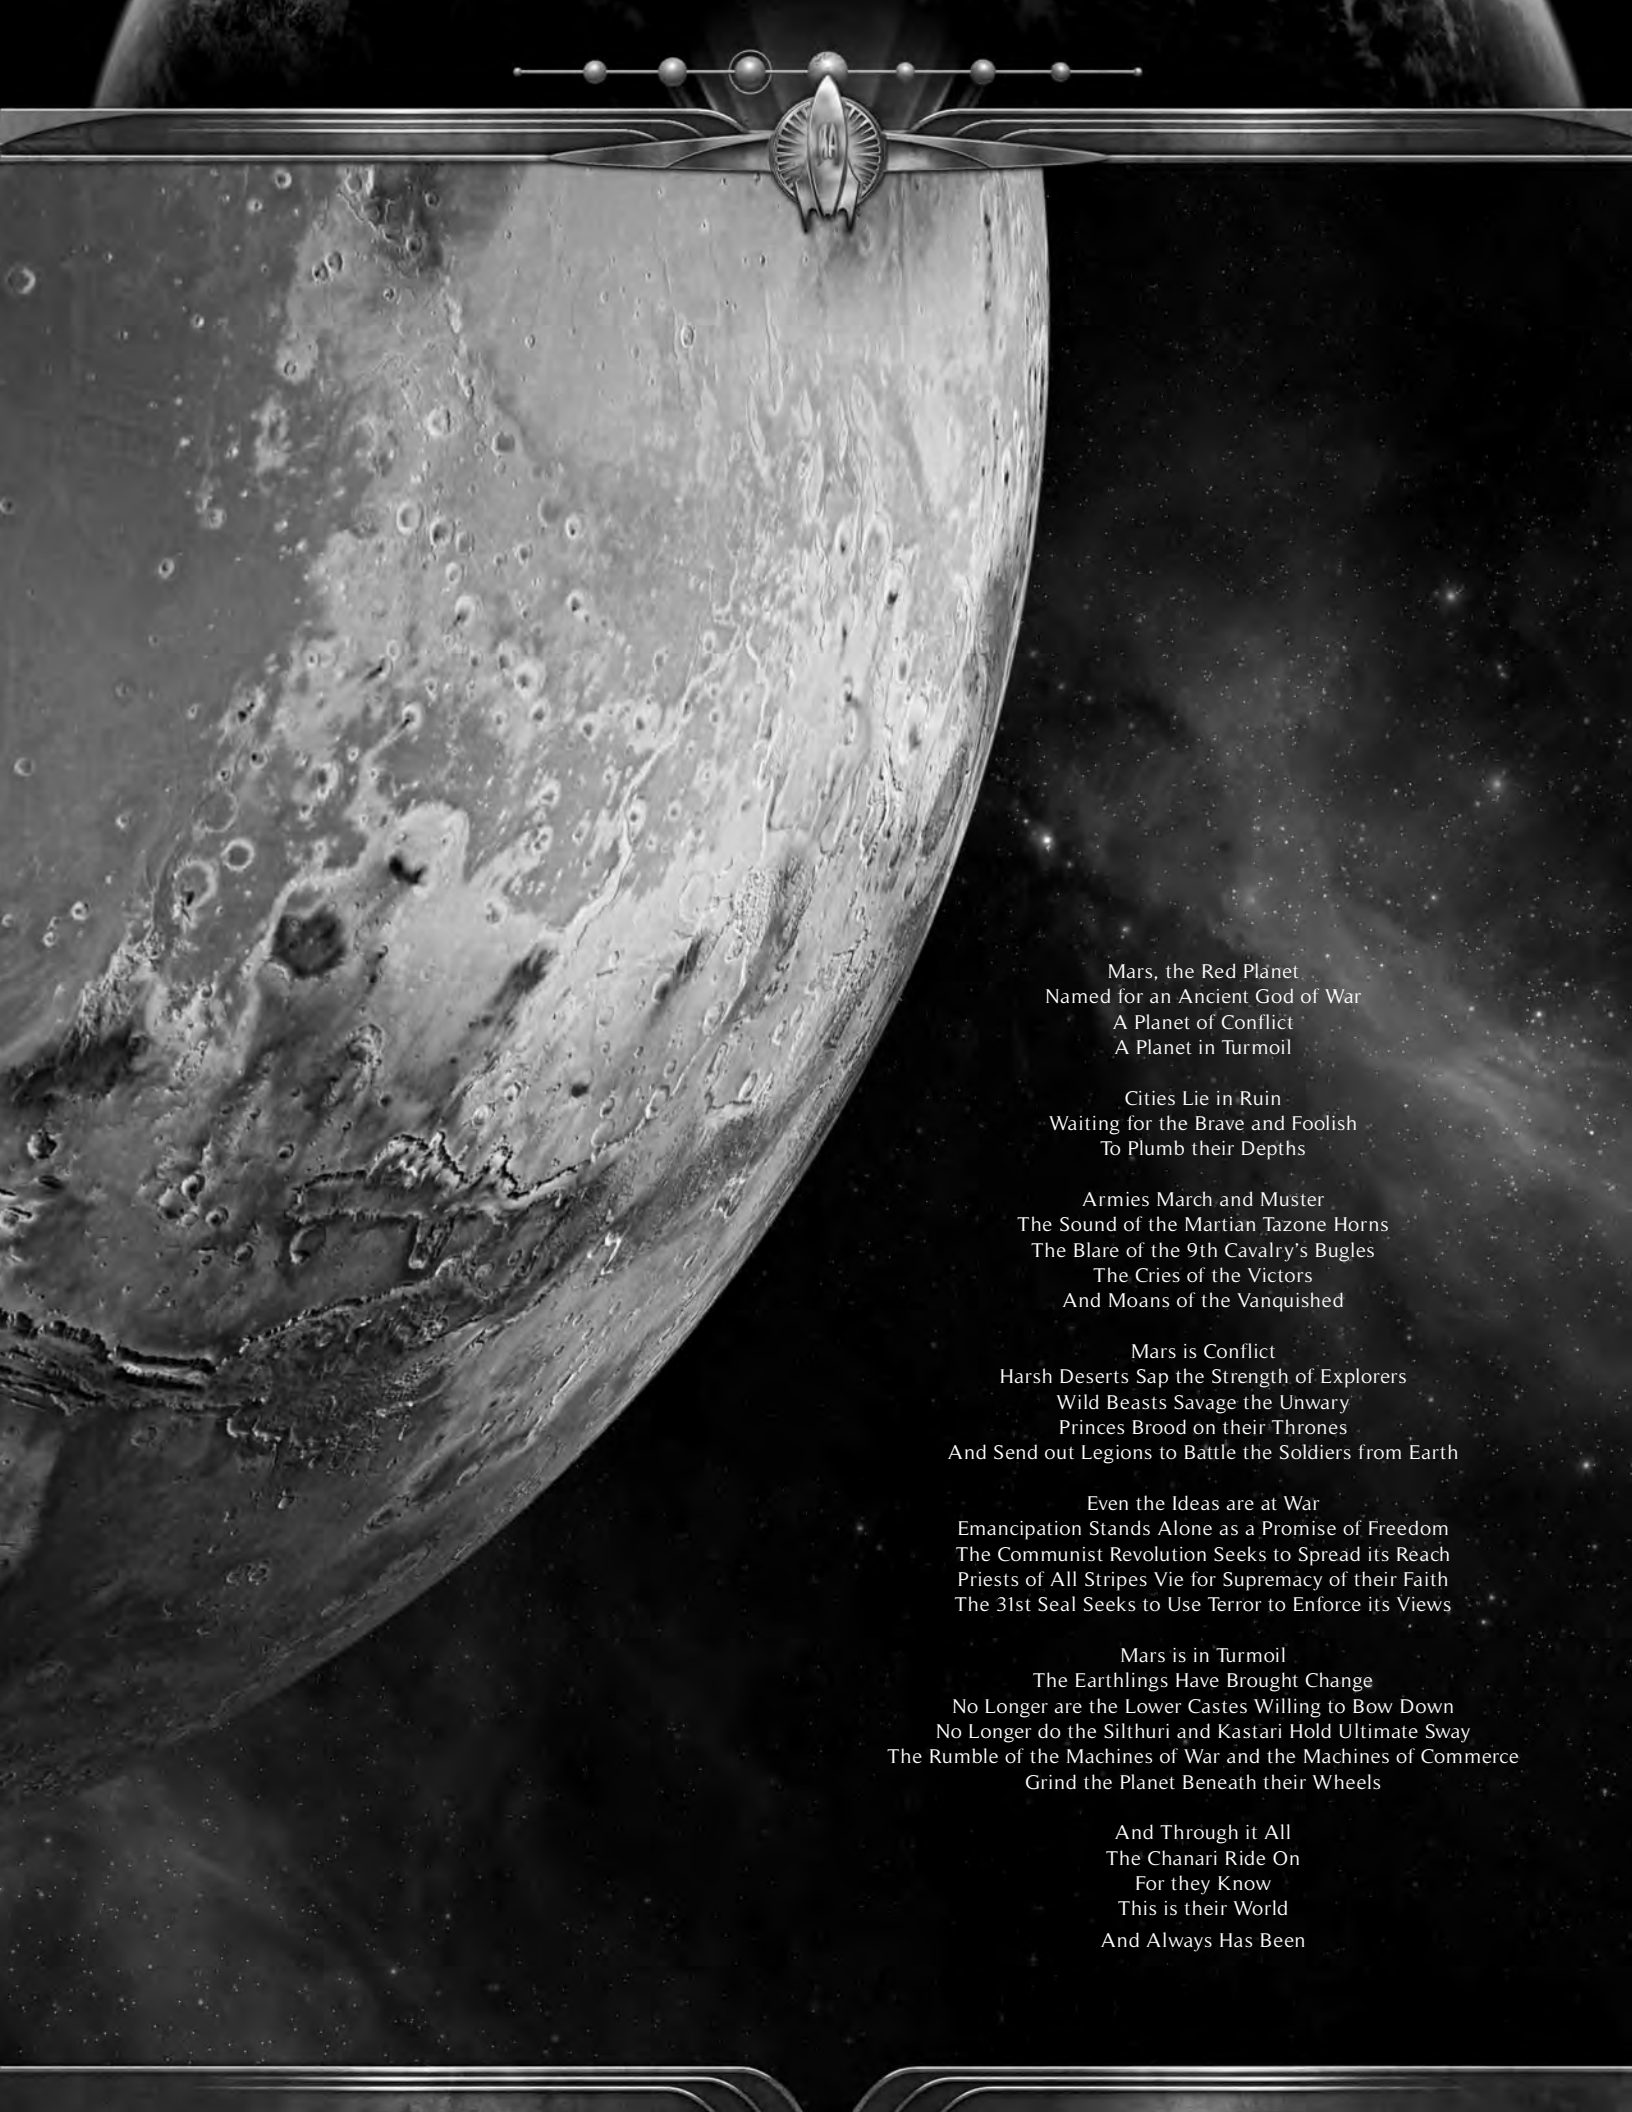 Mars, the Red Planet
Named for an Ancient God of War
A Planet of Conflict
A Planet in Turmoil
Cities Lie in Ruin
Waiting for the Brave and Foolish
To Plumb their Depths
Armies March and Muster
The Sound of the Martian Tazone Horns
The Blare of the 9th Cavalry’s Bugles
The Cries of the Victors
And Moans of the Vanquished
Mars is Conflict
Harsh Deserts Sap the Strength of Explorers
Wild Beasts Savage the Unwary
Princes Brood on their Thrones
And Send out Legions to Battle the Soldiers from Earth
Even the Ideas are at War
Emancipation Stands Alone as a Promise of Freedom
The Communist Revolution Seeks to Spread its Reach
Priests of All Stripes Vie for Supremacy of their Faith
The 31st Seal Seeks to Use Terror to Enforce its Views
Mars is in Turmoil
The Earthlings Have Brought Change
No Longer are the Lower Castes Willing to Bow Down
No Longer do the Silthuri and Kastari Hold Ultimate Sway
The Rumble of the Machines of War and the Machines of Commerce
Grind the Planet Beneath their Wheels
And Through it All
The Chanari Ride On
For they Know
This is their World
And Always Has Been